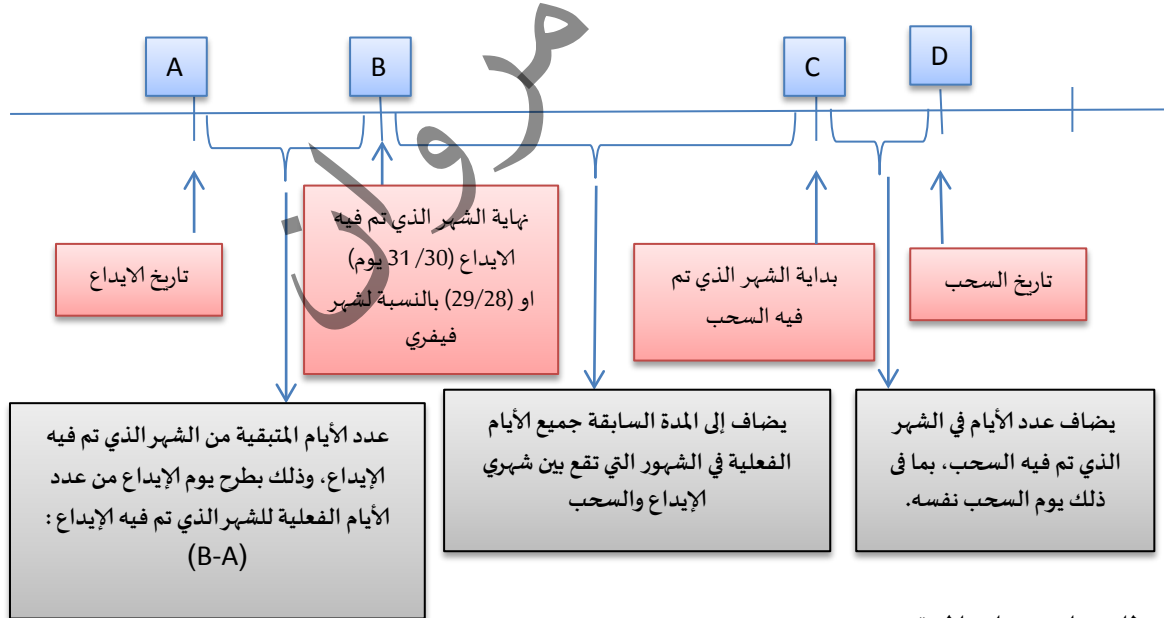 A
B
C
D
مروان
تاريخ الايداع
نهاية الشهر الذي تم فيه
الايداع (31/30 يوم)
او (29/28) بالنسبة لشهر
فيفري
بداية الشهر الذي تم
فيه السحب
تاريخ السحب
عدد الأيام المتبقية من الشهر الذي تم فيه
الإيداع، وذلك بطرح يوم الإيداع من عدد
الأيام الفعلية للشهر الذي تم فيه الإيداع :
(B-A)
يضاف إلى المدة السابقة جميع الأيام
الفعلية في الشهور التي تقع بين شهري
الإيداع والسحب
يضاف عدد الأيام في الشهر
الذي تم فيه السحب، بما فى
ذلك يوم السحب نفسه.